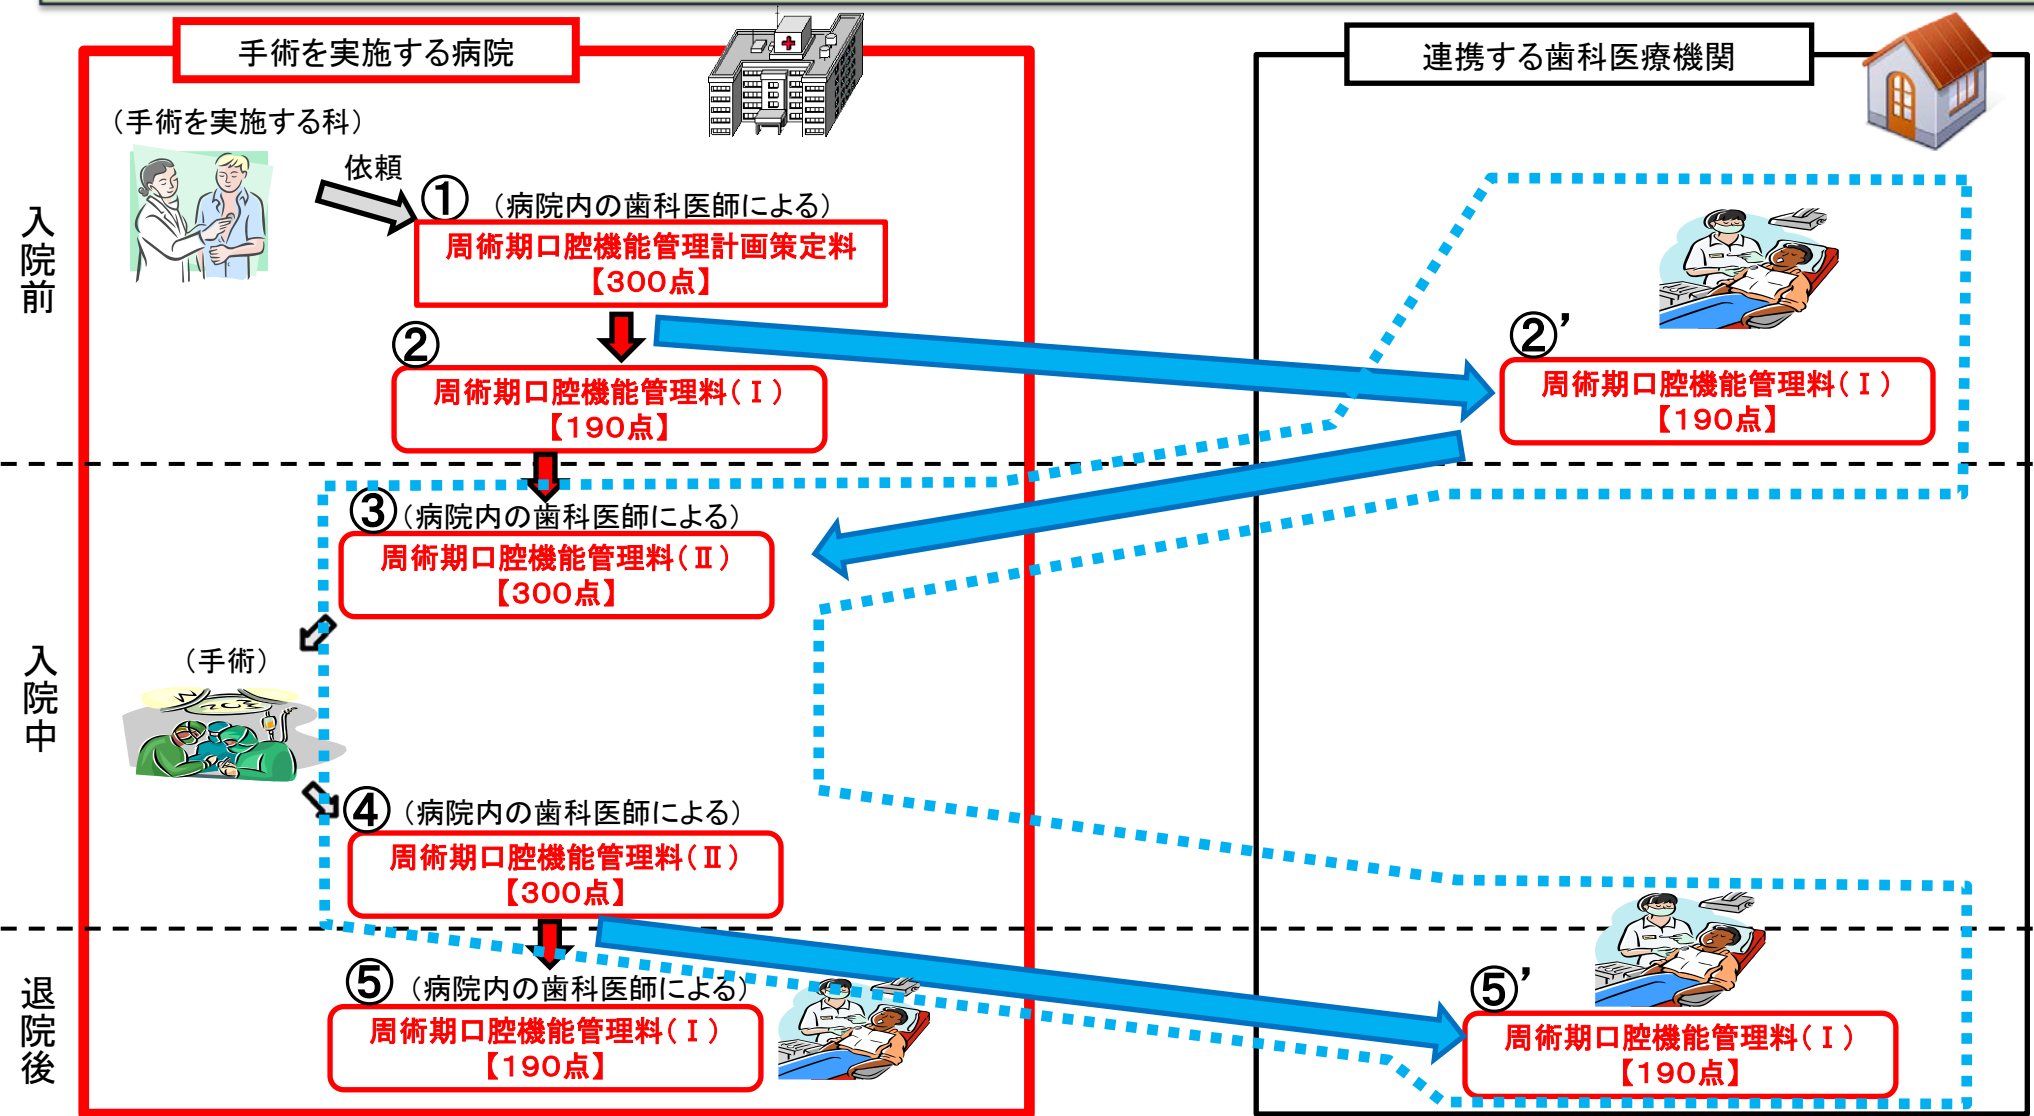 手術を実施する病院
連携する歯科医療機関
（手術を実施する科）
依頼
入院前
①
（病院内の歯科医師による）
周術期口腔機能管理計画策定料
【300点】
②
周術期口腔機能管理料（Ⅰ）
【190点】
②’
周術期口腔機能管理料（Ⅰ）
【190点】
入院中
③
（病院内の歯科医師による）
周術期口腔機能管理料（Ⅱ）
【300点】
（手術）
④
（病院内の歯科医師による）
周術期口腔機能管理料（Ⅱ）
【300点】
退院後
⑤
（病院内の歯科医師による）
周術期口腔機能管理料（Ⅰ）
【190点】
⑤’
周術期口腔機能管理料（Ⅰ）
【190点】